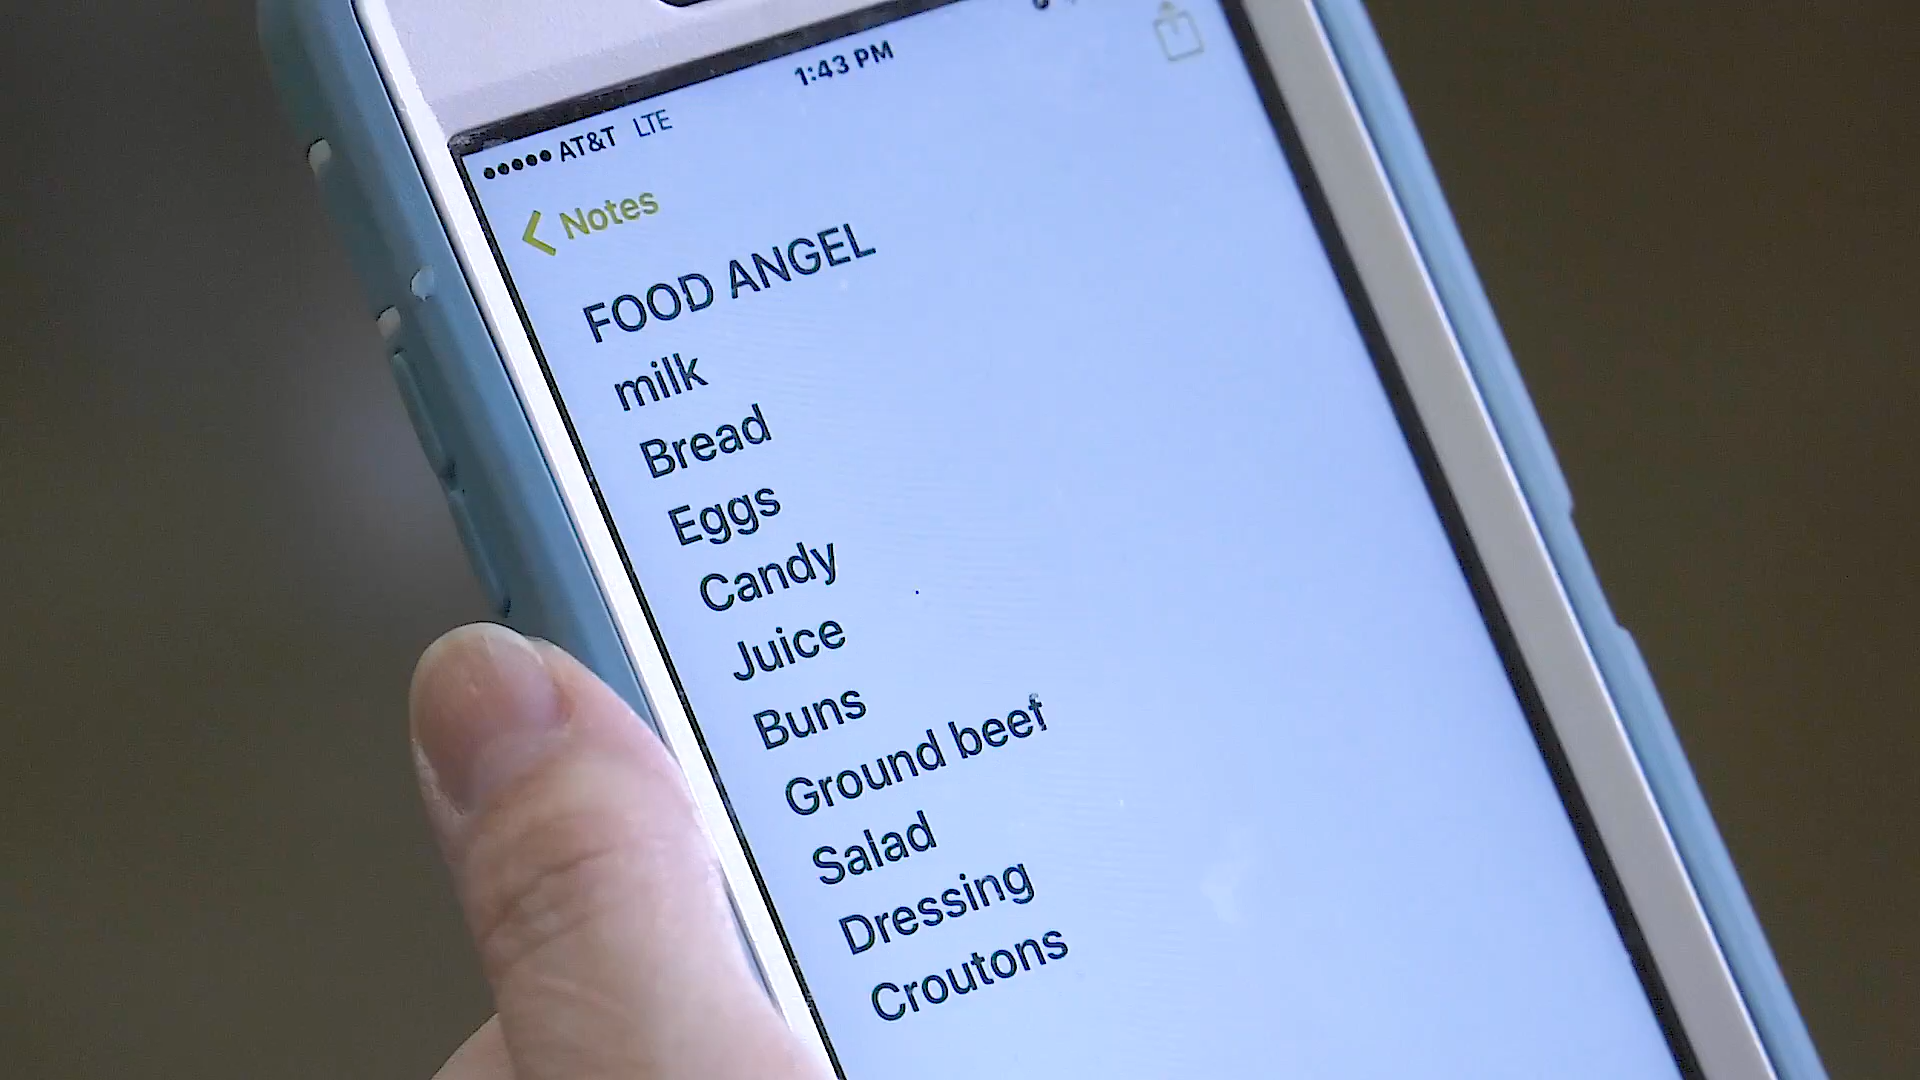 1:43 PM
●●●●● AT&T LTE
Notes
FOOD ANGEL
milk
Bread
Eggs
Candy
Juice
Buns
Ground beef
Salad
Dressing
Croutons